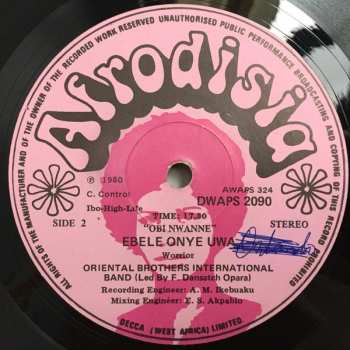 ALL RIGHTS OF THE MANUFACTURER AND OF THE OWNER OF THE RECORDED WORK RESERVED UNAUTHORISED PUBLIC PERFORMANCE BROADCASTING AND COPYING OF THIS RECORD PROHIBITED
Afrodisia
℗ 1980
C. Control
AWAPS 324
DWAPS 2090
Ibo-High-Life
TIME: 17.30
SIDE 2
"OBI NWANNE"
STEREO
EBELE ONYE UWA
Worrior
ORIENTAL BROTHERS INTERNATIONAL
BAND (Led By F. Dansatch Opara)
Recording Engineer: A. M. Ikebuaku
Mixing Engineer: E. S. Akpabio
DECCA (WEST AFRICA) LIMITED